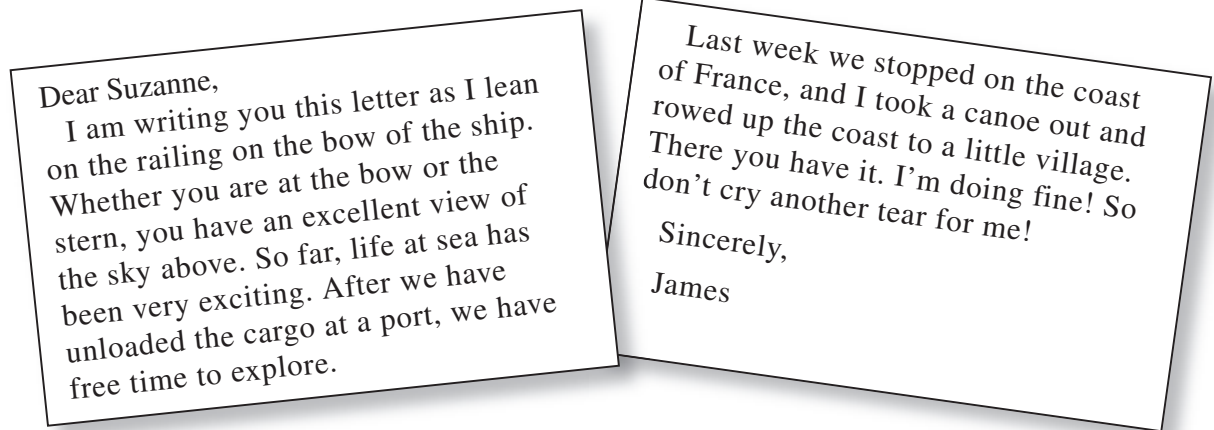 Dear Suzanne,
I am writing you this letter as I lean
on the railing on the bow of the ship.
Whether you are at the bow or the
stern, you have an excellent view of
the sky above. So far, life at sea has
been very exciting. After we have
unloaded the cargo at a port, we have
free time to explore.
Last week we stopped on the coast
of France, and I took a canoe out and
rowed up the coast to a little village.
There you have it. I'm doing fine! So
don't cry another tear for me!
Sincerely,
James